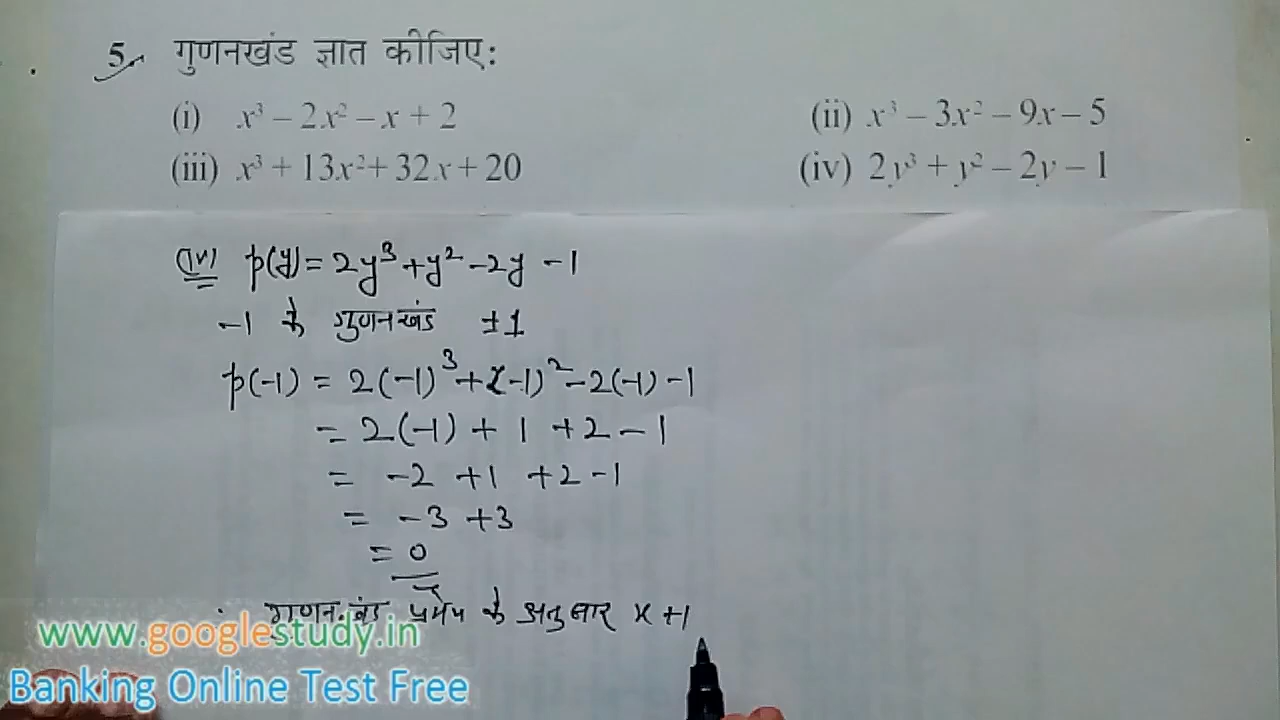 5. गुणनखंड ज्ञात कीजिए:
(i) x³ – 2x² – x + 2 (ii) x³ – 3x² – 9x – 5
(iii) x³ + 13x² + 32x + 20 (iv) 2y³ + y² – 2y – 1
(iv) p(y) = 2y³ + y² - 2y - 1
-1 के गुणनखंड ±1
p(-1) = 2(-1)³ + (-1)² - 2(-1) - 1
= 2(-1) + 1 + 2 - 1
= -2 + 1 + 2 - 1
= -3 + 3
= 0
गुणनखंड प्रमेय के अनुसार x + 1
www.googlestudy.in
Banking Online Test Free